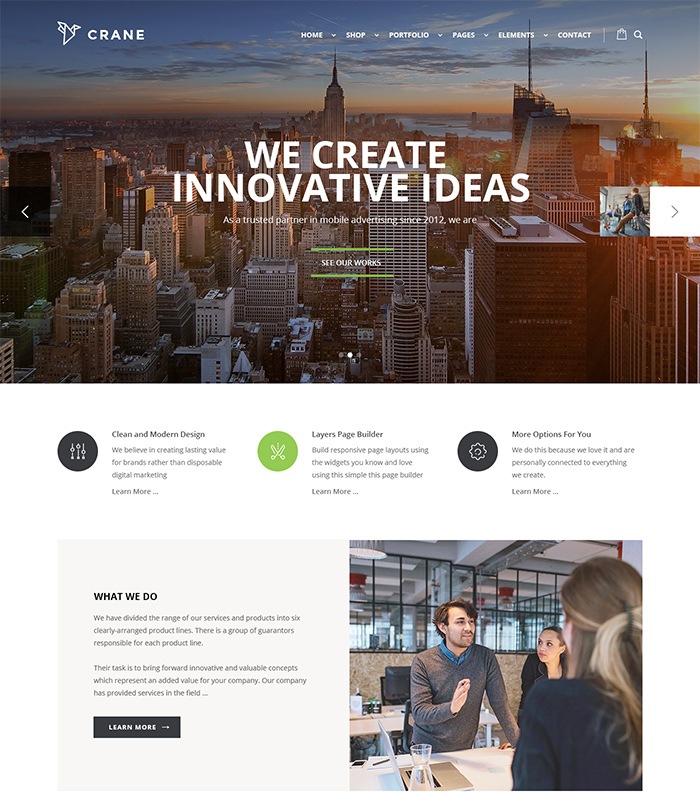 CRANE
HOME SHOP PORTFOLIO PAGES ELEMENTS CONTACT
WE CREATE
INNOVATIVE IDEAS
As a trusted partner in mobile advertising since 2012, we are
SEE OUR WORKS
Clean and Modern Design
We believe in creating lasting value
for brands rather than disposable
digital marketing
Learn More ...
Layers Page Builder
Build responsive page layouts using
the widgets you know and love
using this simple this page builder
Learn More ...
More Options For You
We do this because we love it and are
personally connected to everything
we create.
Learn More ...
WHAT WE DO
We have divided the range of our services and products into six
clearly-arranged product lines. There is a group of guarantors
responsible for each product line.
Their task is to bring forward innovative and valuable concepts
which represent an added value for your company. Our company
has provided services in the field ...
LEARN MORE →